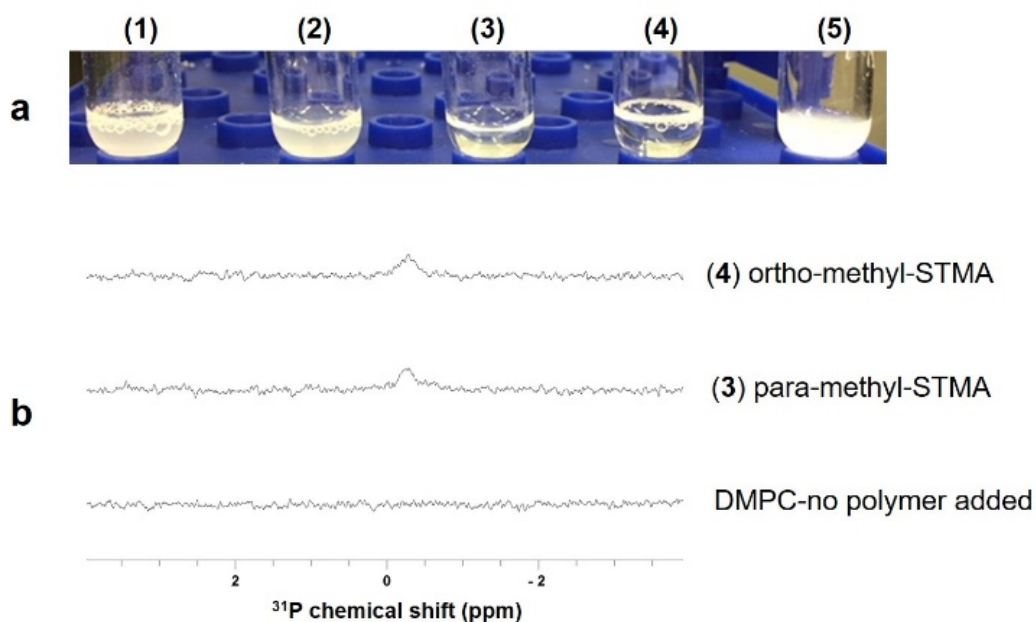 (1) (2) (3) (4) (5)
a
(4) ortho-methyl-STMA
(3) para-methyl-STMA
b
DMPC-no polymer added
2 0 - 2
³¹P chemical shift (ppm)